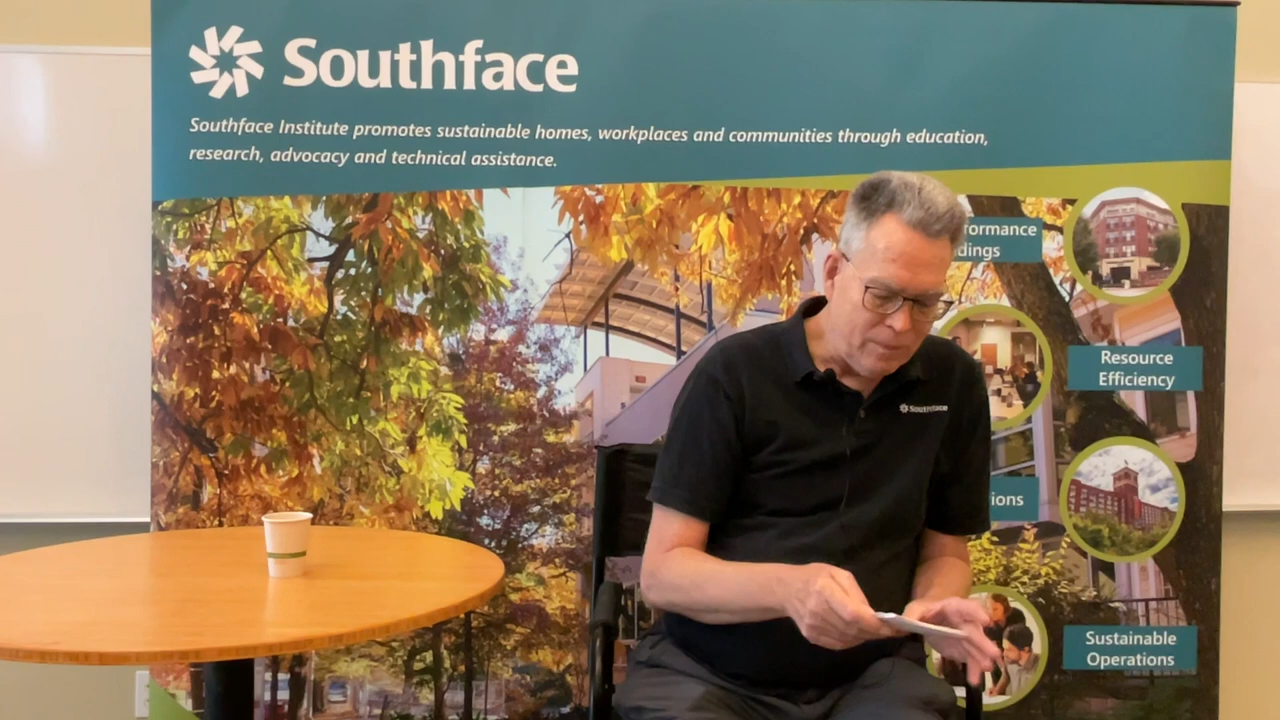 Southface
Southface Institute promotes sustainable homes, workplaces and communities through education,
research, advocacy and technical assistance.
formance
dings
Resource
Efficiency
Southface
ions
Sustainable
Operations